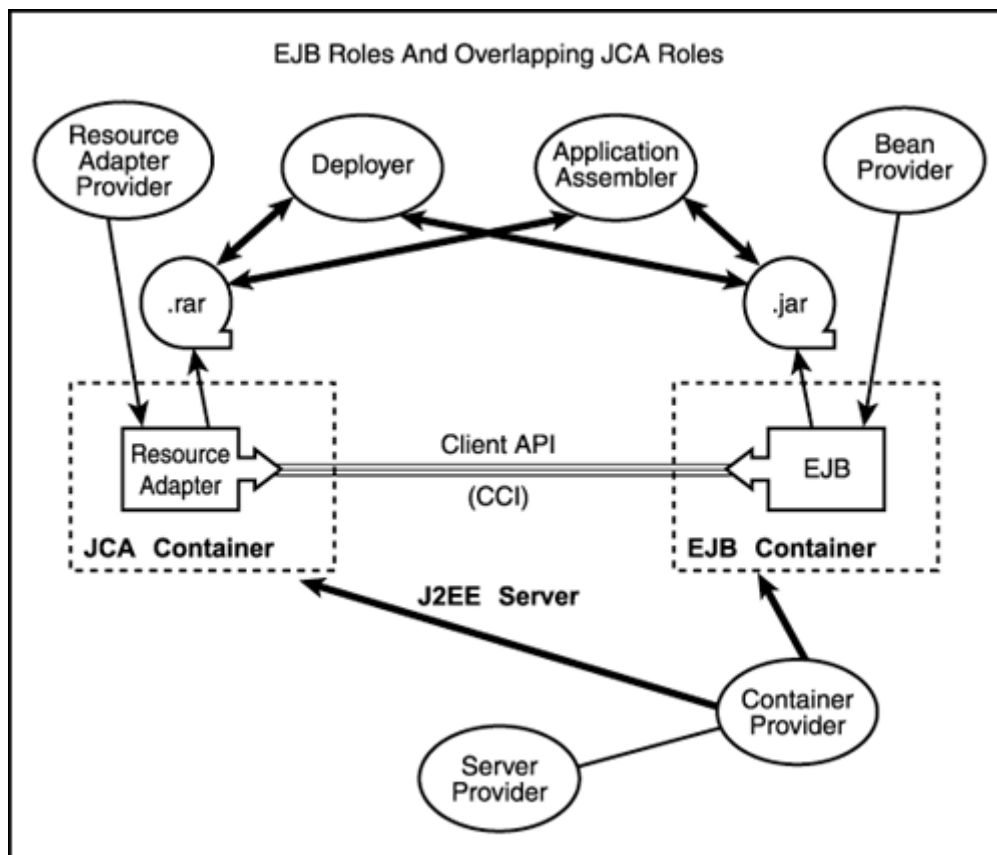 EJB Roles And Overlapping JCA Roles
Resource
Adapter
Provider
Deployer
Application
Assembler
Bean
Provider
.rar
.jar
Resource
Adapter
Client API
(CCI)
EJB
JCA Container
EJB Container
J2EE Server
Container
Provider
Server
Provider